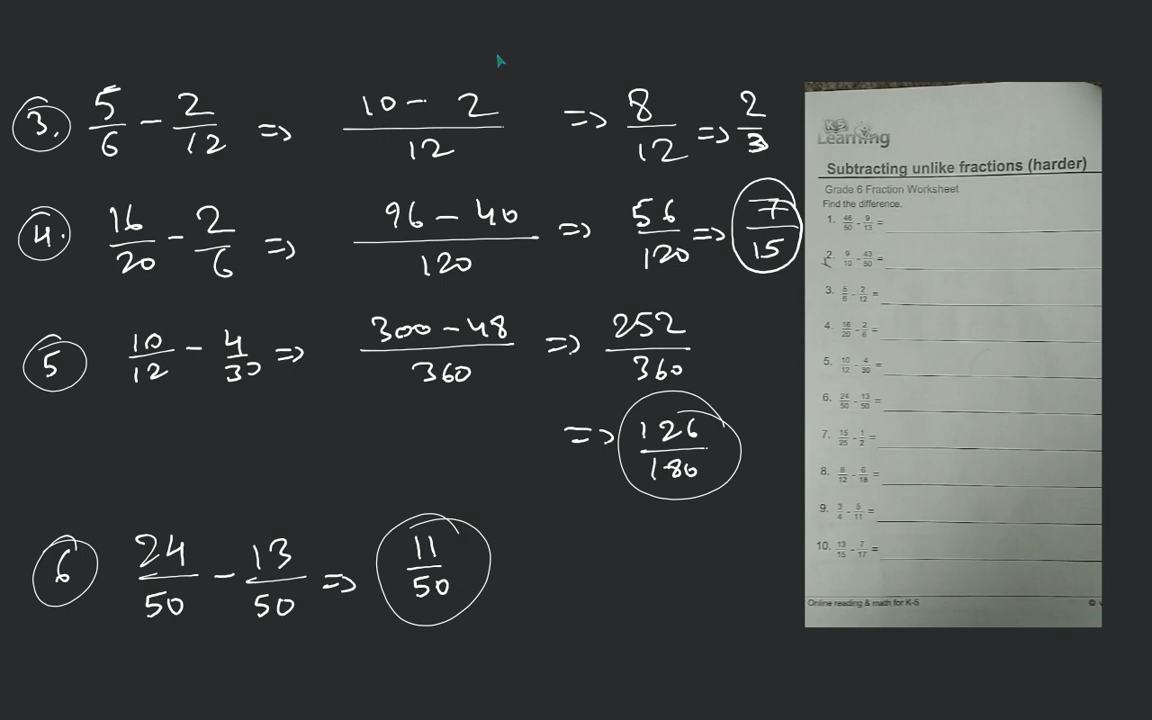 3. 5/6 - 2/12 => 10 - 2/12 => 8/12 => 2/3
4. 16/20 - 2/6 => 96 - 40/120 => 56/120 => 7/15
5 10/12 - 4/30 => 300 - 48/360 => 252/360
=> 126/180
6 24/50 - 13/50 => 11/50
K5
Learning
Subtracting unlike fractions (harder)
Grade 6 Fraction Worksheet
Find the difference.
1. 46/50 - 9/13 =
2. 9/10 - 43/50 =
3. 5/6 - 2/12 =
4. 16/20 - 2/6 =
5. 10/12 - 4/30 =
6. 24/50 - 13/50 =
7. 15/25 - 1/2 =
8. 8/12 - 6/18 =
9. 3/4 - 5/11 =
10. 13/15 - 7/17 =
Online reading & math for K-5
©